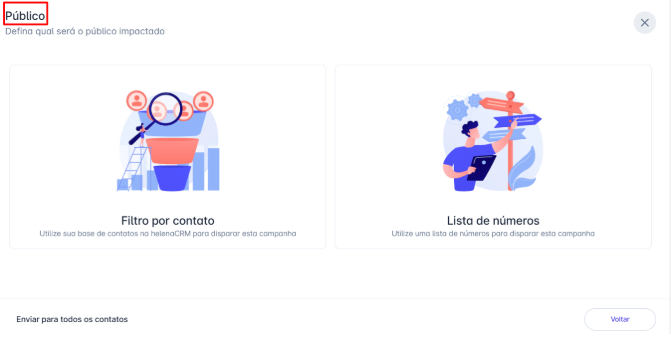 Público
Defina qual será o público impactado
Filtro por contato
Utilize sua base de contatos na helenaCRM para disparar esta campanha
Lista de números
Utilize uma lista de números para disparar esta campanha
Enviar para todos os contatos
Voltar